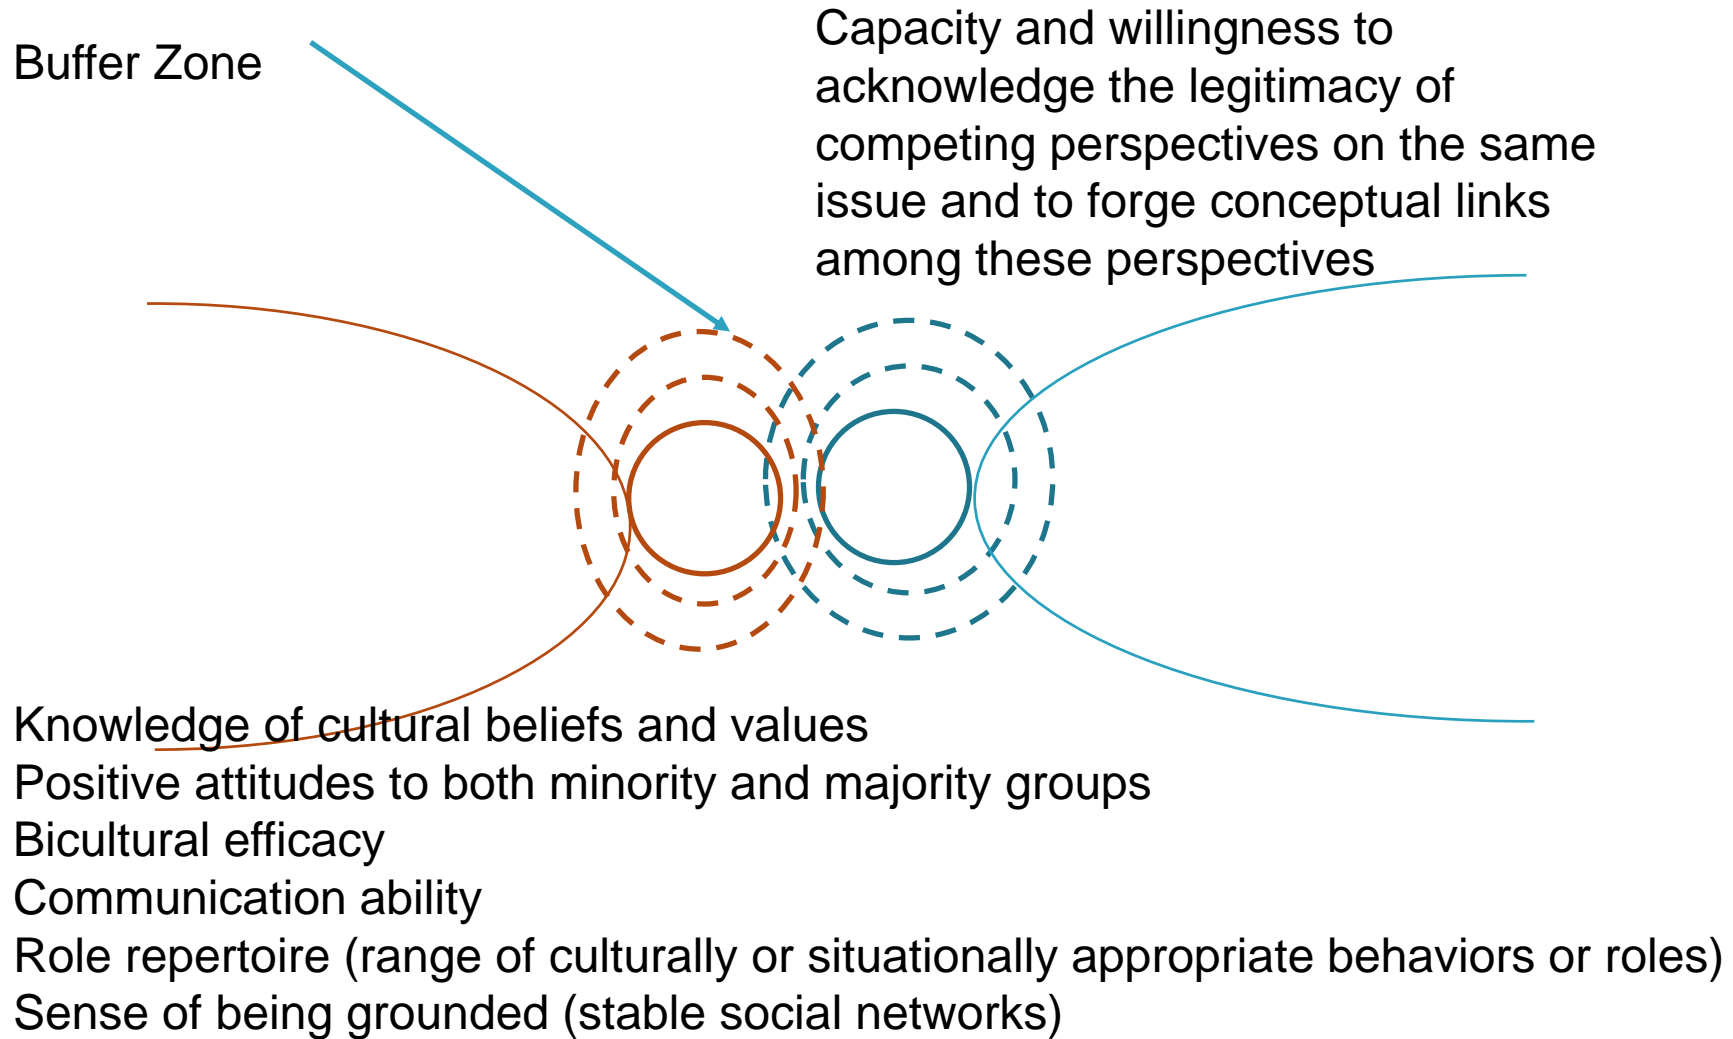 Buffer Zone
Capacity and willingness to
acknowledge the legitimacy of
competing perspectives on the same
issue and to forge conceptual links
among these perspectives
Knowledge of cultural beliefs and values
Positive attitudes to both minority and majority groups
Bicultural efficacy
Communication ability
Role repertoire (range of culturally or situationally appropriate behaviors or roles)
Sense of being grounded (stable social networks)